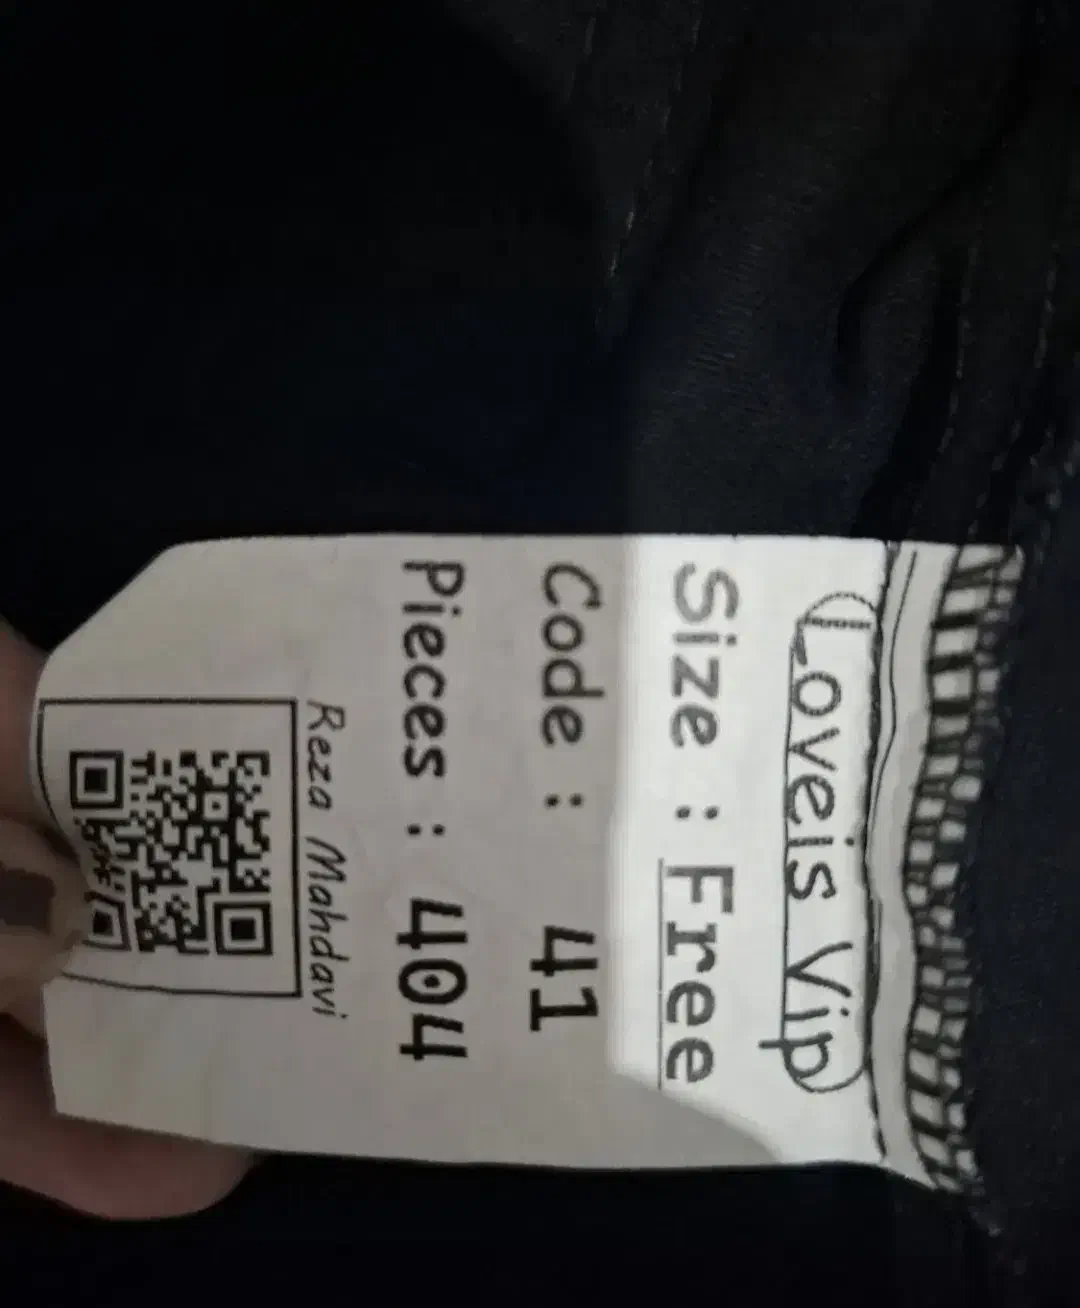 Loveis Vip
Size : Free
Code : 41
Pieces : 404
Reza Mahdavi